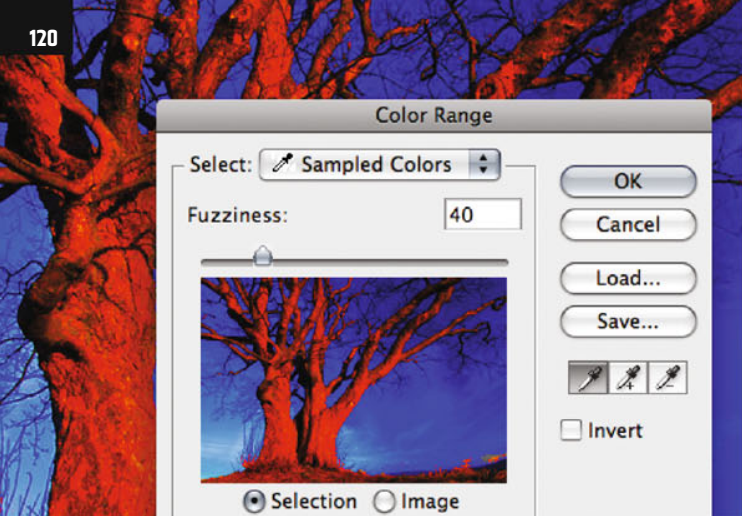 120
Color Range
Select: Sampled Colors
Fuzziness: 40
OK
Cancel
Load...
Save...
Invert
Selection Image